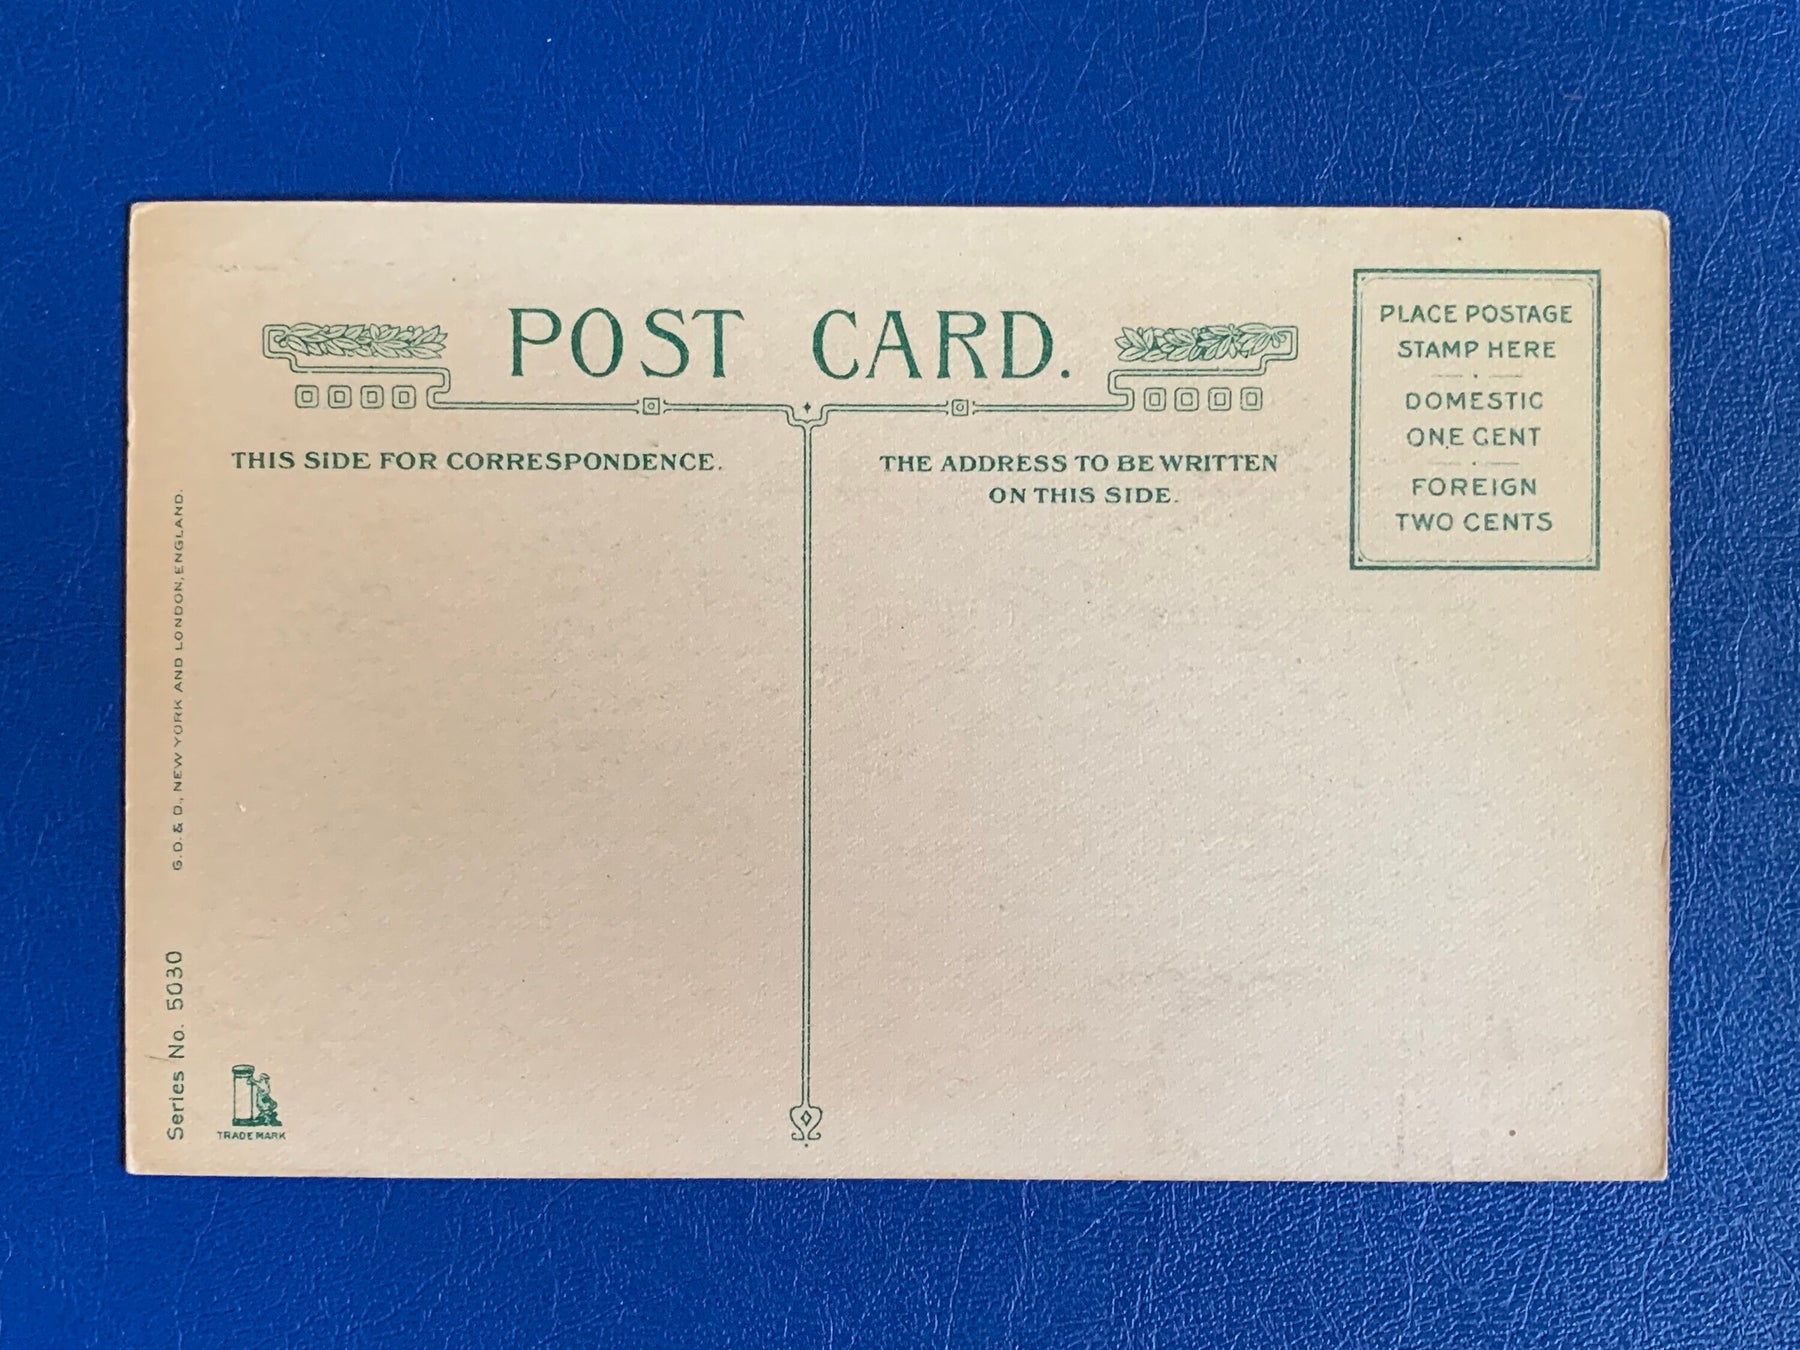 POST CARD.
THIS SIDE FOR CORRESPONDENCE.
THE ADDRESS TO BE WRITTEN
ON THIS SIDE.
PLACE POSTAGE
STAMP HERE
DOMESTIC
ONE CENT
FOREIGN
TWO CENTS
G.D. & D., NEW YORK AND LONDON, ENGLAND.
Series No. 5030
TRADE MARK